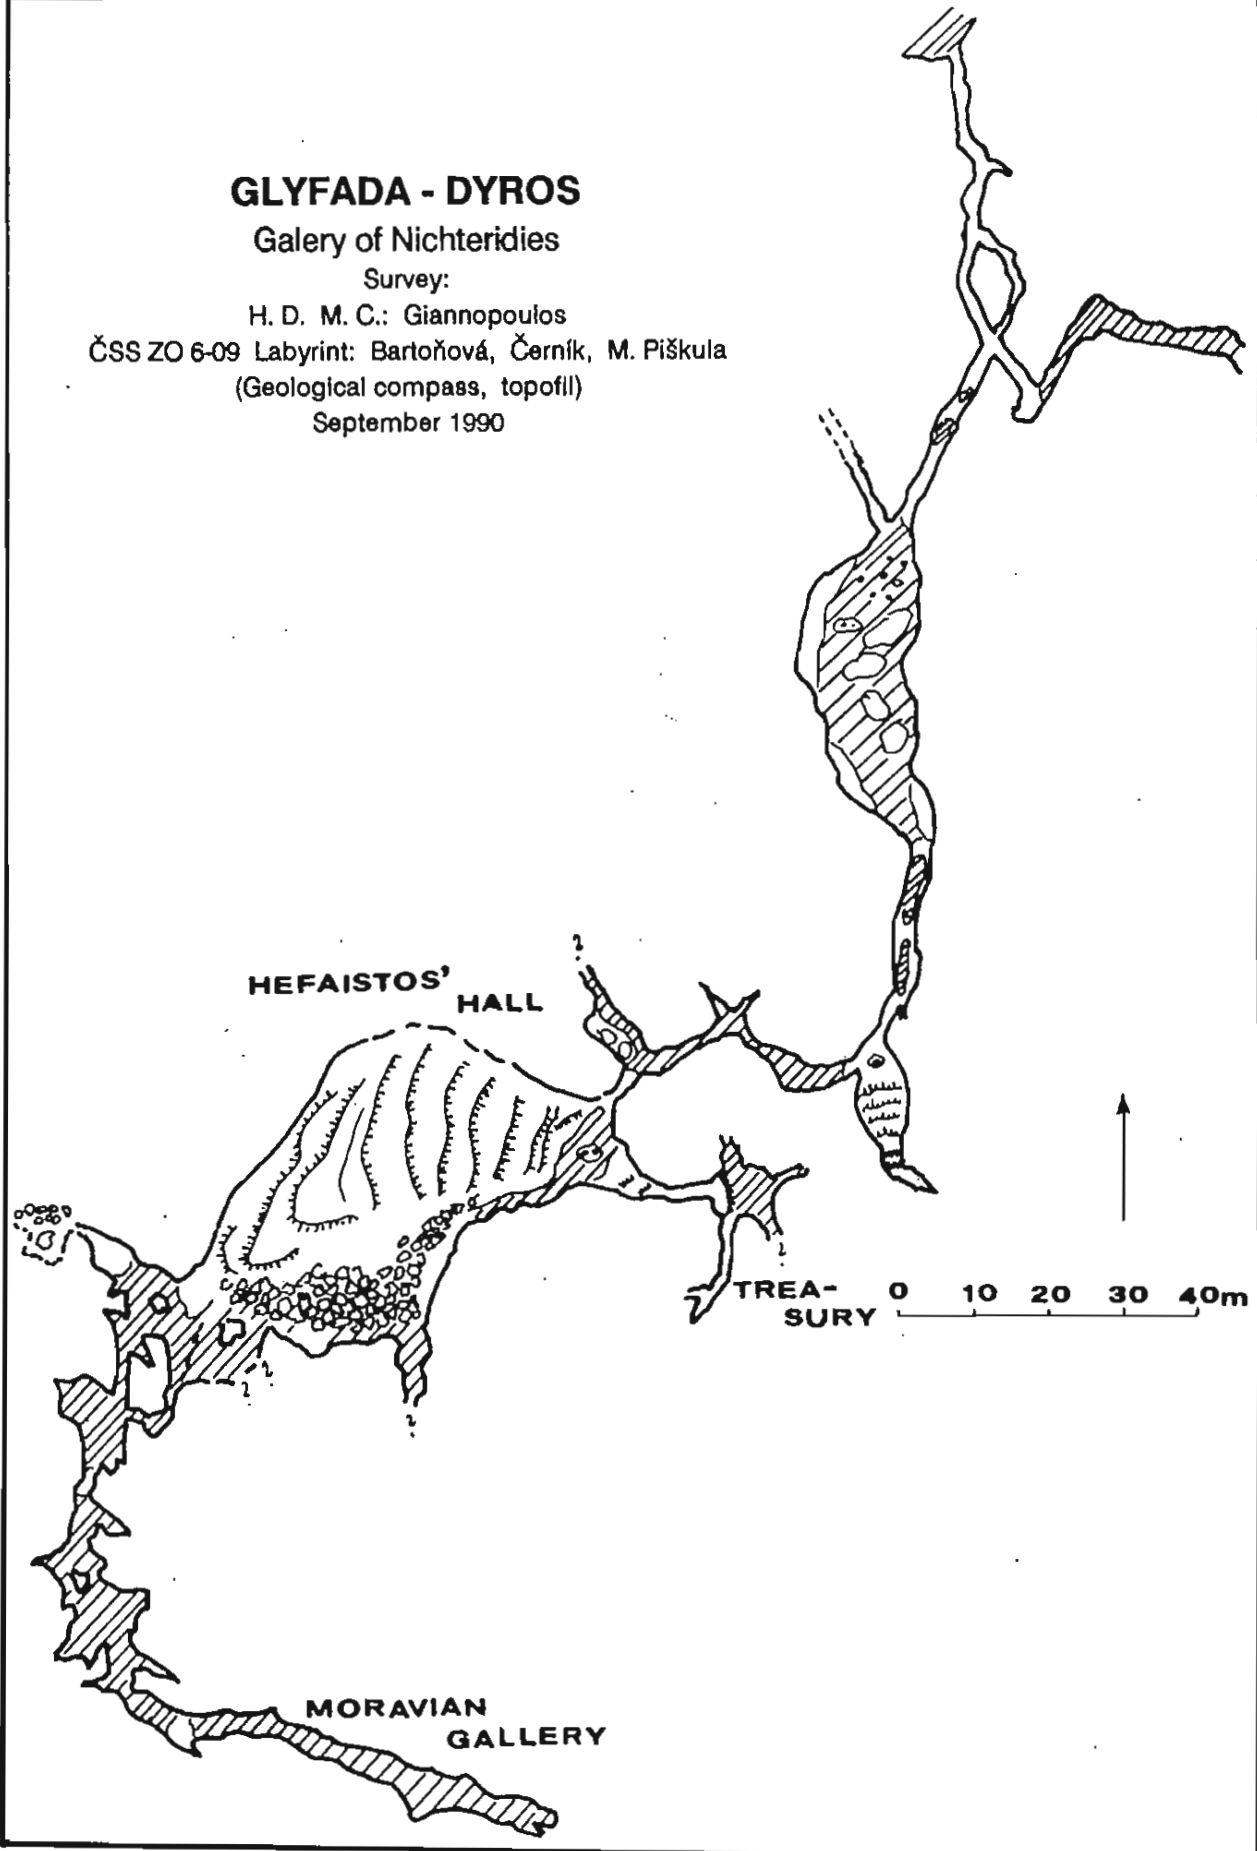 GLYFADA - DYROS
Galery of Nichteridies
Survey:
H. D. M. C.: Giannopoulos
ČSS ZO 6-09 Labyrint: Bartoňová, Černík, M. Piškula
(Geological compass, topofil)
September 1990
?
HEFAISTOS'
HALL
?
TREA-
SURY
0 10 20 30 40m
?
?
?
MORAVIAN
GALLERY